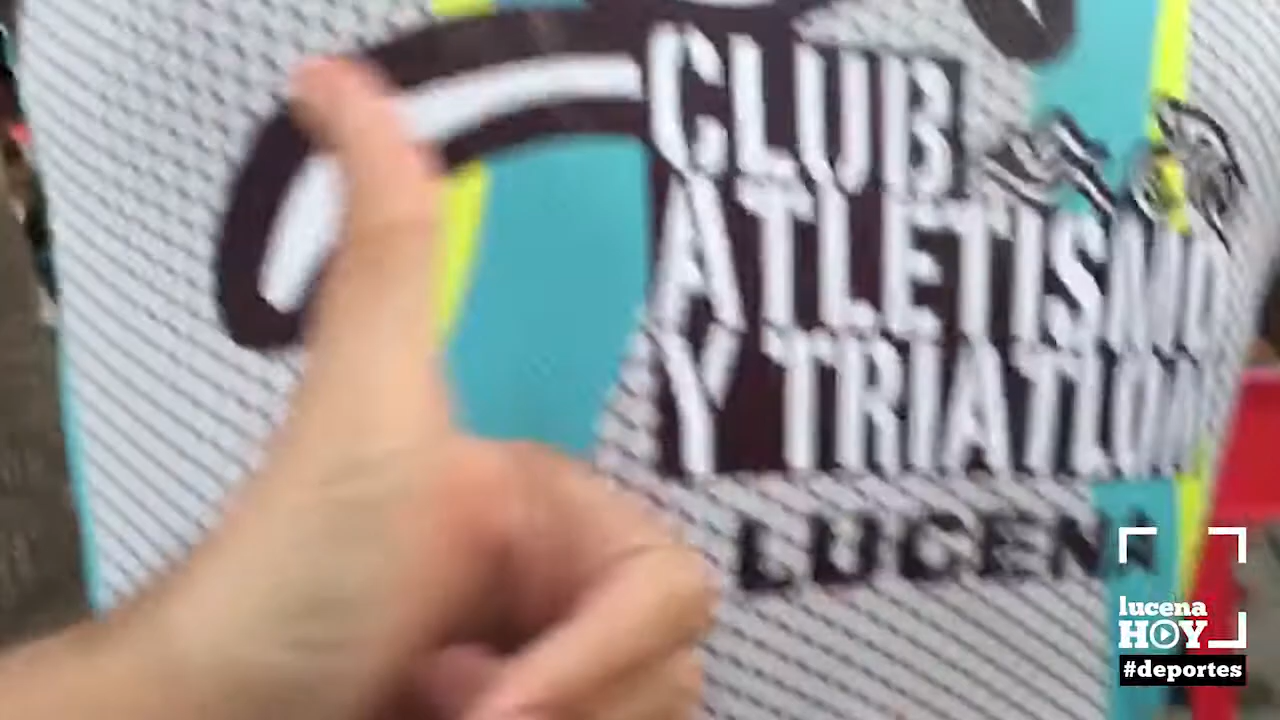 CLUB
ATLETISMO
Y TRIATLON
LUCENA
lucena
HOY
#deportes